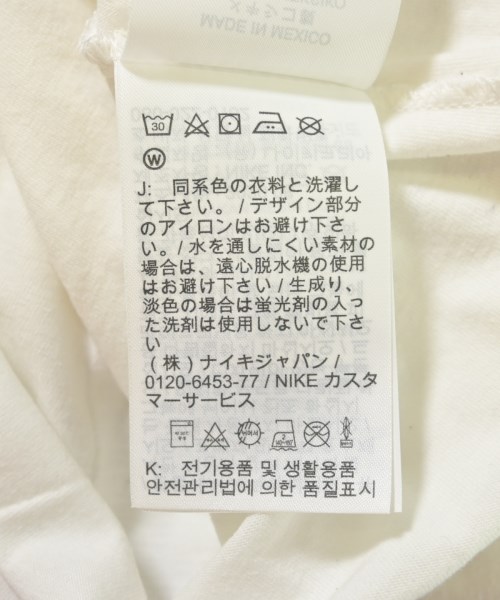 メキシコ製
MADE IN MEXICO
30
W
J: 同系色の衣料と洗濯し
て下さい。 / デザイン部分
のアイロンはお避け下さ
い。/ 水を通しにくい素材の
場合は、遠心脱水機の使用
はお避け下さい / 生成り、
淡色の場合は蛍光剤の入っ
た洗剤は使用しないで下さ
い
(株) ナイキジャパン /
0120-6453-77 / NIKE カスタ
マーサービス
K: 전기용품 및 생활용품
안전관리법에 의한 품질표시